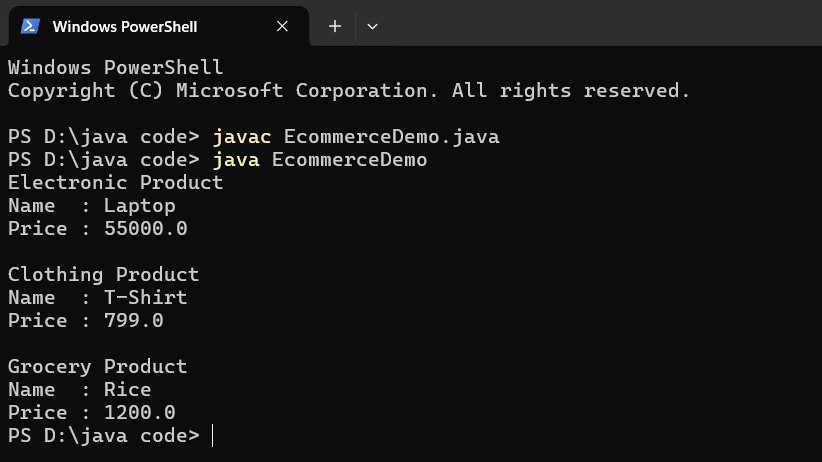 Windows PowerShell
Windows PowerShell
Copyright (C) Microsoft Corporation. All rights reserved.
PS D:\java code> javac EcommerceDemo.java
PS D:\java code> java EcommerceDemo
Electronic Product
Name  : Laptop
Price : 55000.0
Clothing Product
Name  : T-Shirt
Price : 799.0
Grocery Product
Name  : Rice
Price : 1200.0
PS D:\java code>